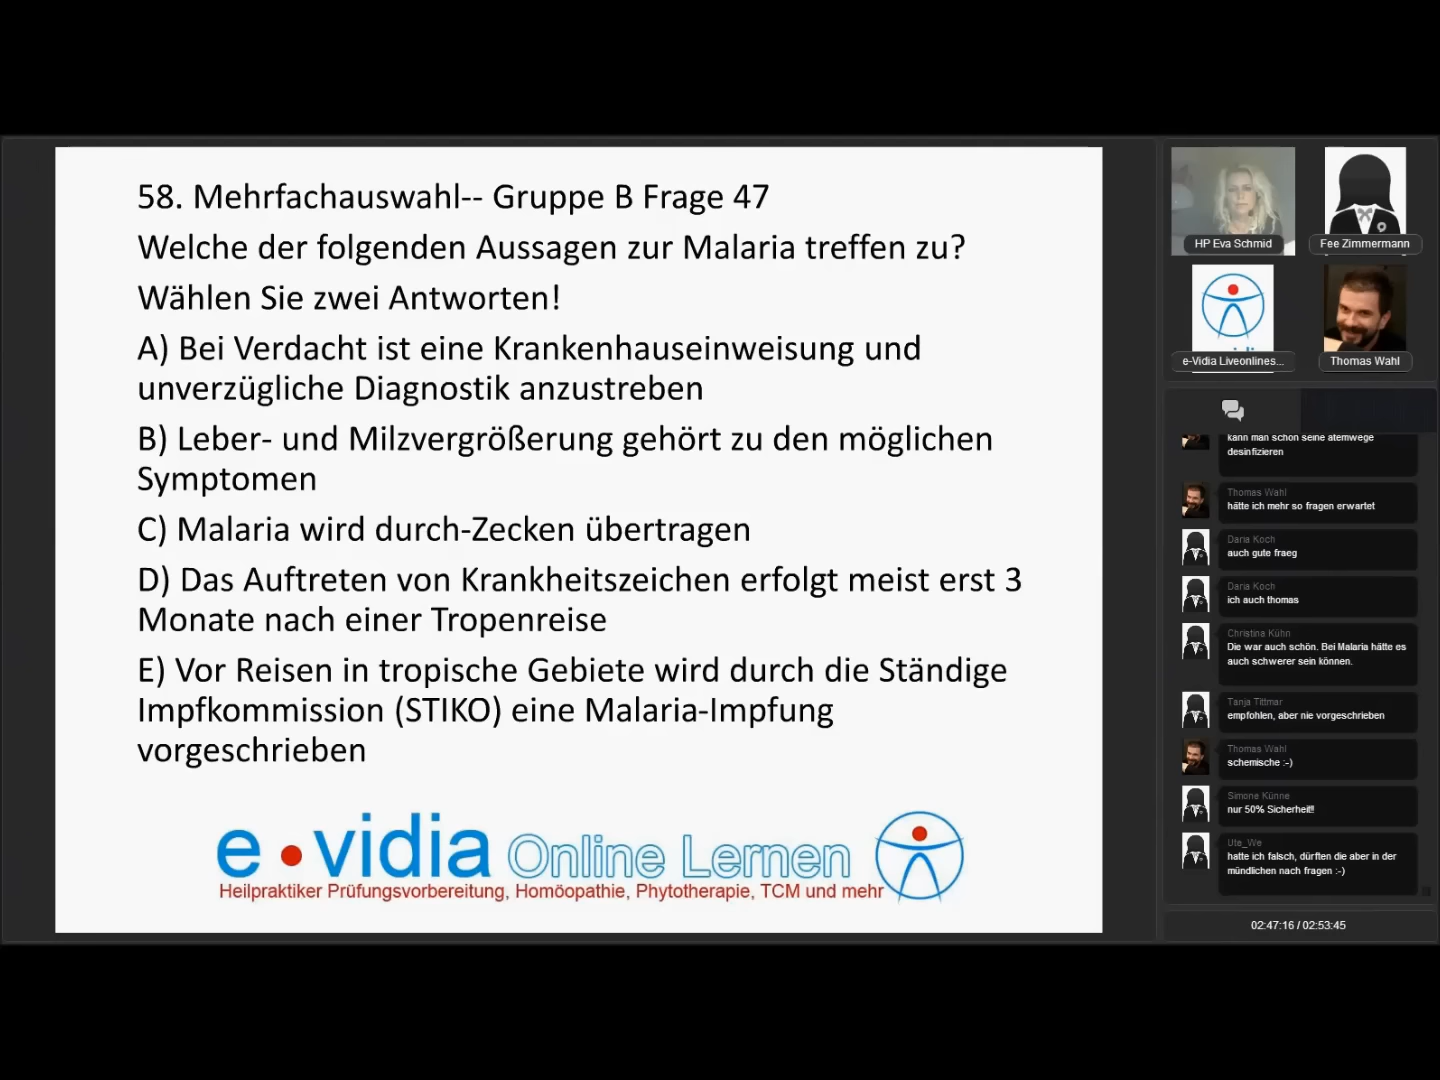 58. Mehrfachauswahl-- Gruppe B Frage 47
Welche der folgenden Aussagen zur Malaria treffen zu?
Wählen Sie zwei Antworten!
A) Bei Verdacht ist eine Krankenhauseinweisung und
unverzügliche Diagnostik anzustreben
B) Leber- und Milzvergrößerung gehört zu den möglichen
Symptomen
C) Malaria wird durch-Zecken übertragen
D) Das Auftreten von Krankheitszeichen erfolgt meist erst 3
Monate nach einer Tropenreise
E) Vor Reisen in tropische Gebiete wird durch die Ständige
Impfkommission (STIKO) eine Malaria-Impfung
vorgeschrieben
e vidia Online Lernen
Heilpraktiker Prüfungsvorbereitung, Homöopathie, Phytotherapie, TCM und mehr
HP Eva Schmid
Fee Zimmermann
e-Vidia Liveonlines...
Thomas Wahl
kann man schon seine atemwege
desinfizieren
Thomas Wahl
hätte ich mehr so fragen erwartet
Daria Koch
auch gute fraeg
Daria Koch
ich auch thomas
Christina Kühn
Die war auch schön. Bei Malaria hätte es
auch schwerer sein können.
Tanja Tittmar
empfohlen, aber nie vorgeschrieben
Thomas Wahl
schemische :-)
Simone Künne
nur 50% Sicherheit!!
Ute_We
hatte ich falsch, dürften die aber in der
mündlichen nach fragen :-)
02:47:16 / 02:53:45